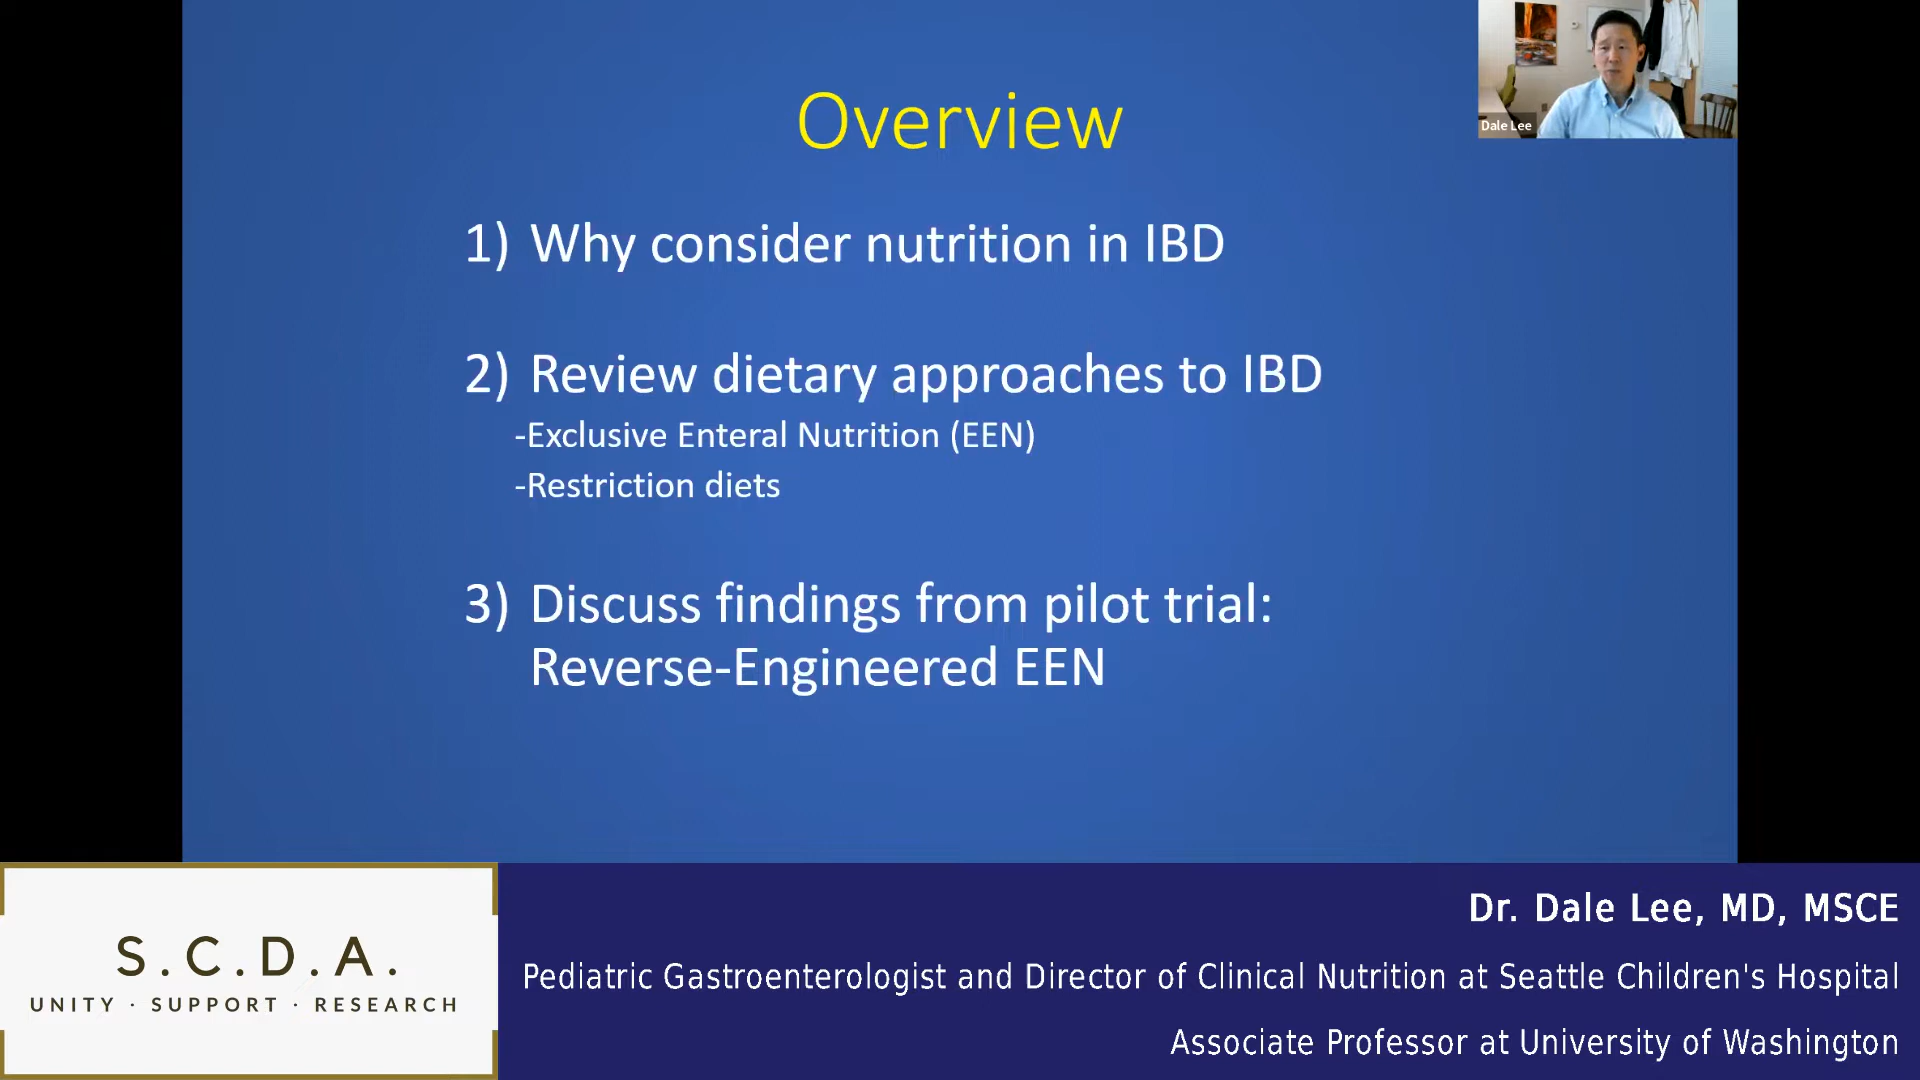 Overview
Dale Lee
1) Why consider nutrition in IBD
2) Review dietary approaches to IBD
-Exclusive Enteral Nutrition (EEN)
-Restriction diets
3) Discuss findings from pilot trial:
Reverse-Engineered EEN
S.C.D.A.
UNITY · SUPPORT · RESEARCH
Dr. Dale Lee, MD, MSCE
Pediatric Gastroenterologist and Director of Clinical Nutrition at Seattle Children's Hospital
Associate Professor at University of Washington